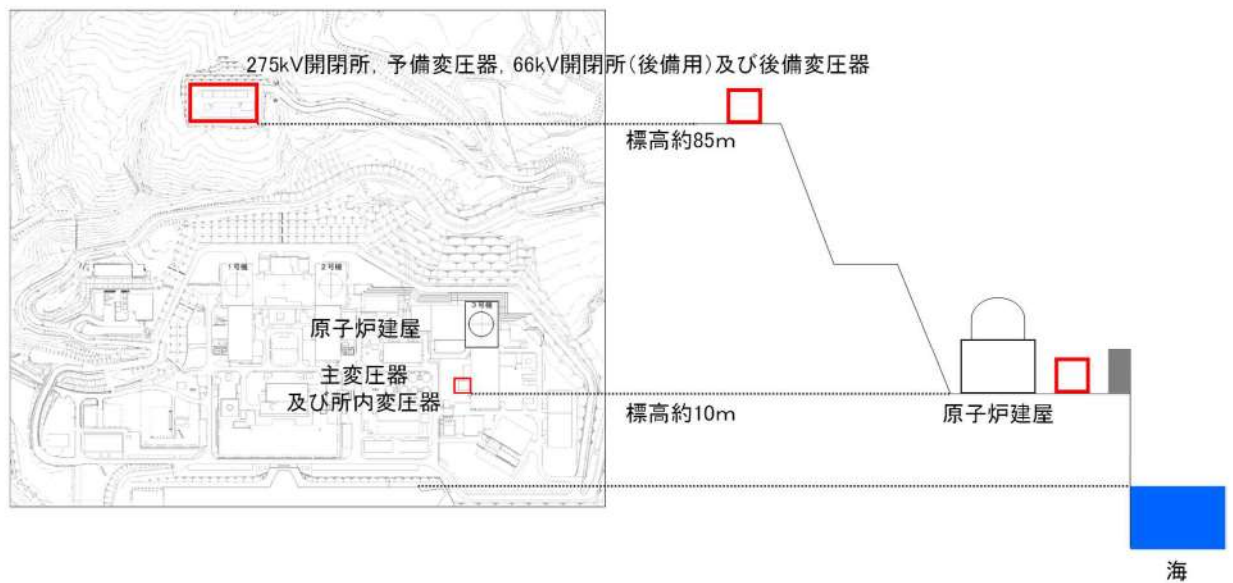 275kV開閉所，予備変圧器，66kV開閉所（後備用）及び後備変圧器
標高約85m
1号機
2号機
3号機
原子炉建屋
主変圧器
及び所内変圧器
標高約10m
原子炉建屋
海